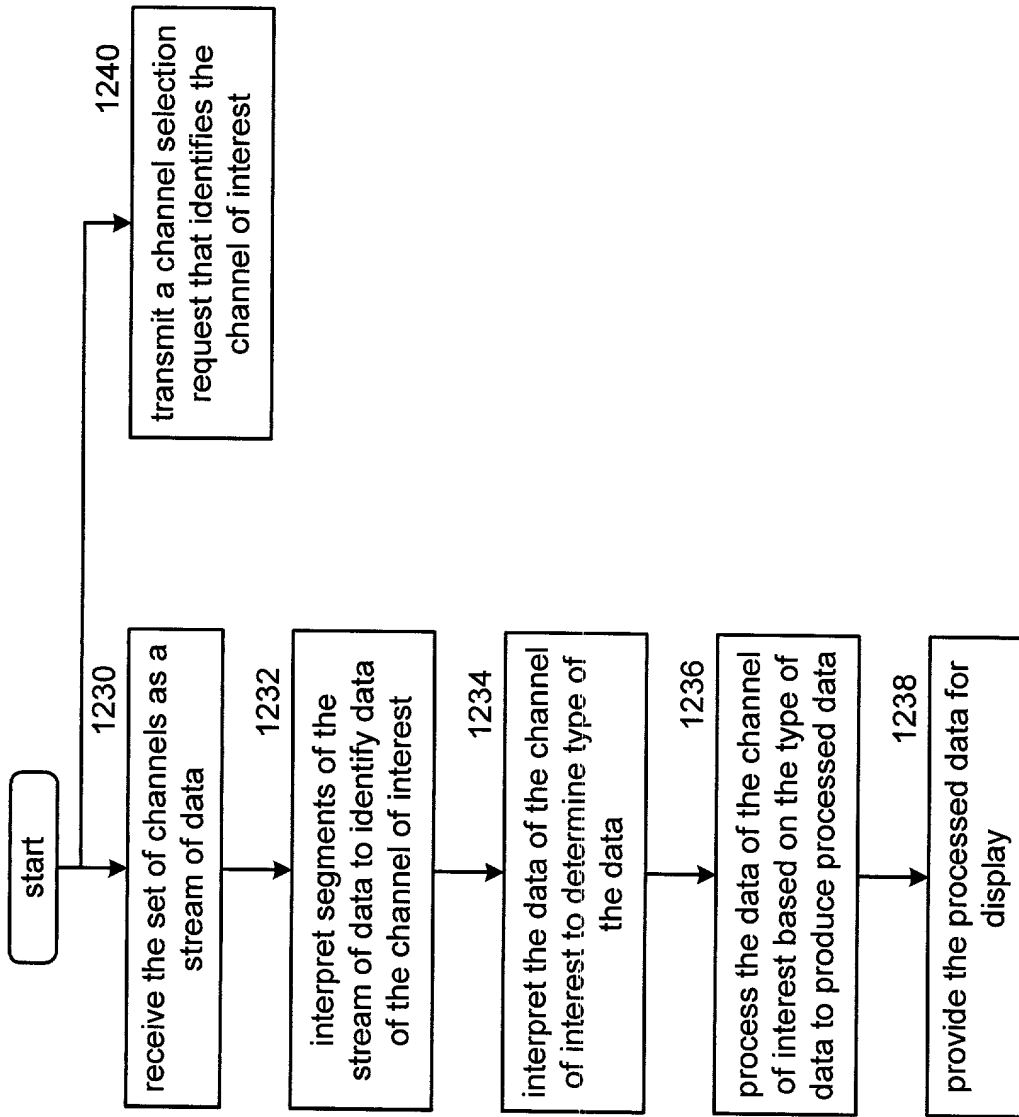 start
1230
receive the set of channels as a
stream of data
1232
interpret segments of the
stream of data to identify data
of the channel of interest
1234
interpret the data of the channel
of interest to determine type of
the data
1236
process the data of the channel
of interest based on the type of
data to produce processed data
1238
provide the processed data for
display
1240
transmit a channel selection
request that identifies the
channel of interest